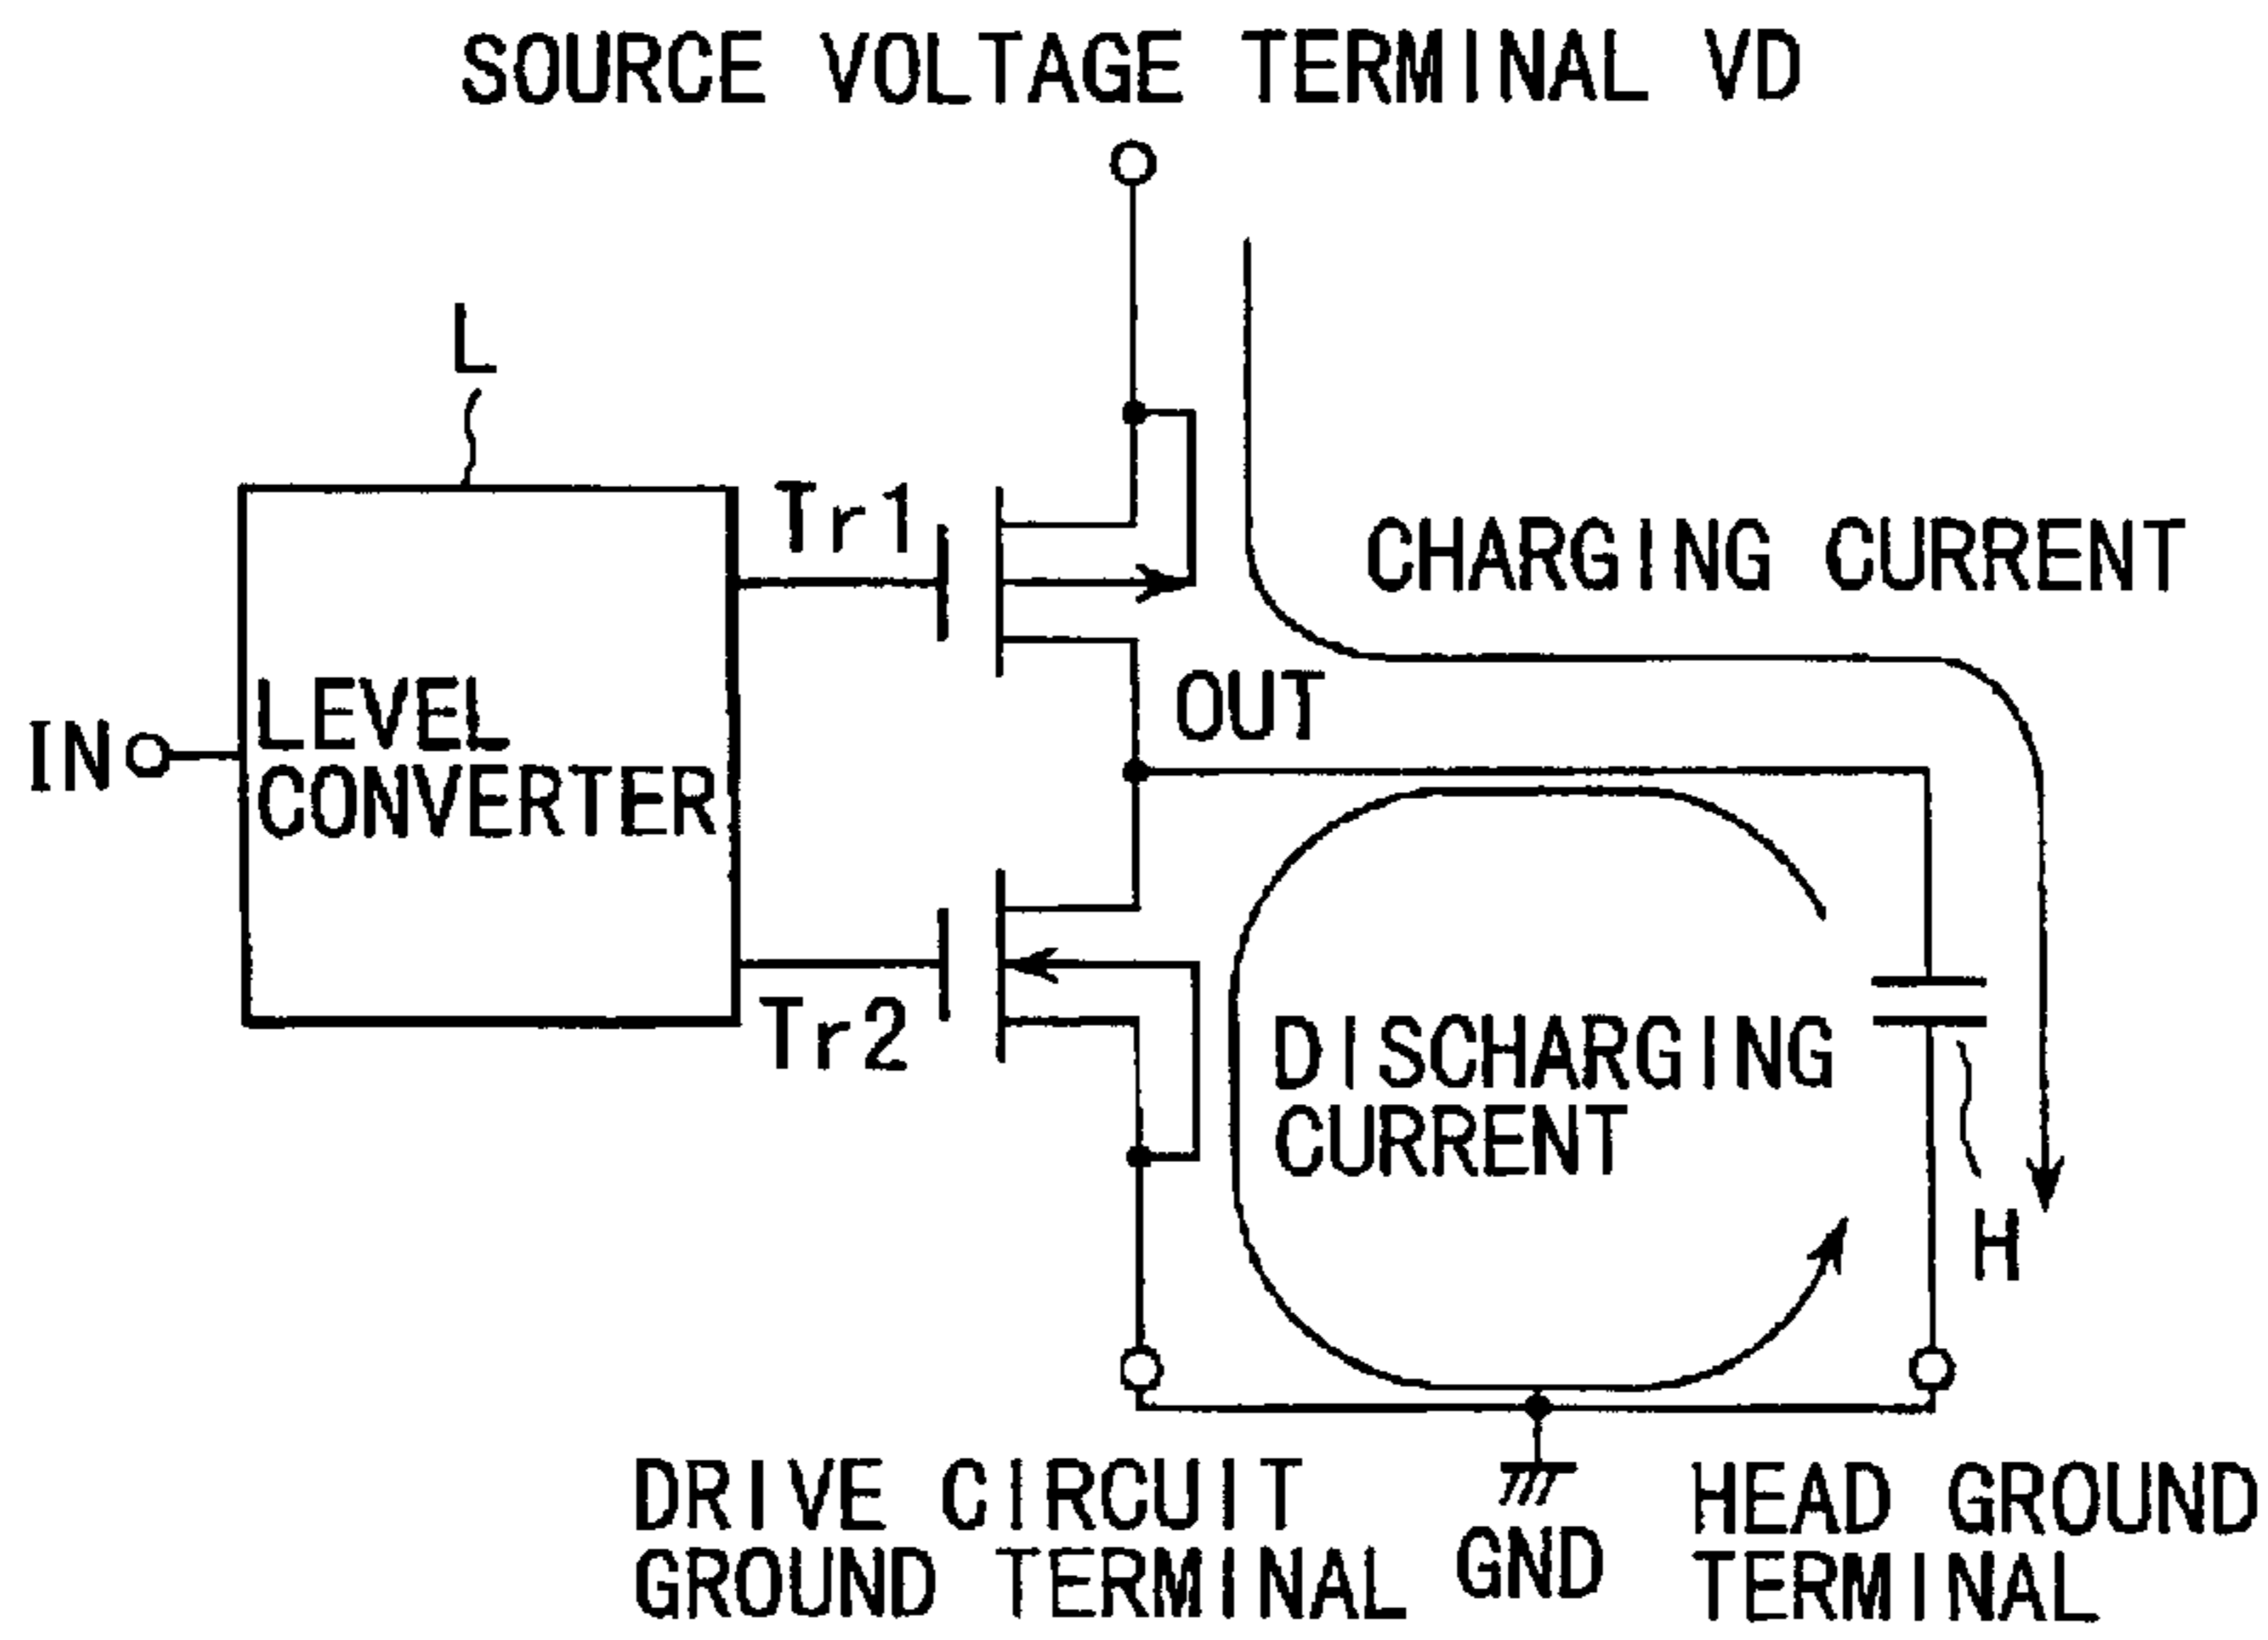 SOURCE VOLTAGE TERMINAL VD
L
Tr1
CHARGING CURRENT
OUT
IN
LEVEL
CONVERTER
Tr2
DISCHARGING
CURRENT
H
DRIVE CIRCUIT
GROUND TERMINAL
GND
HEAD GROUND
TERMINAL